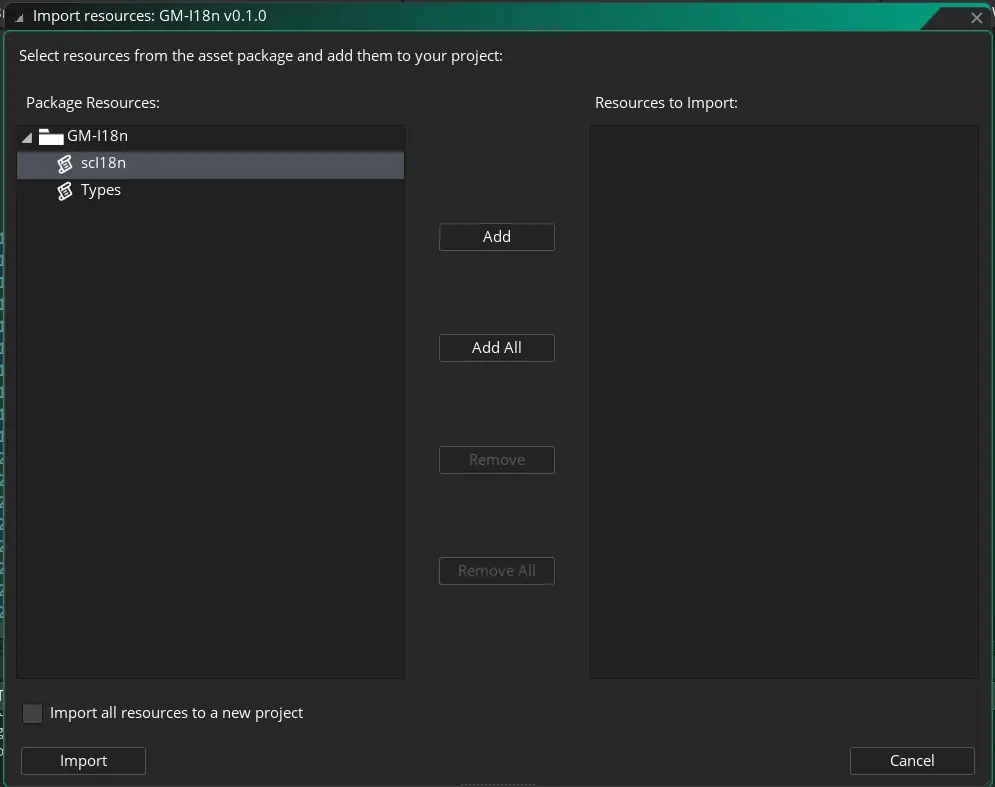 Import resources: GM-I18n v0.1.0
Select resources from the asset package and add them to your project:
Package Resources:
Resources to Import:
GM-I18n
scI18n
Types
Add
Add All
Remove
Remove All
Import all resources to a new project
Import
Cancel